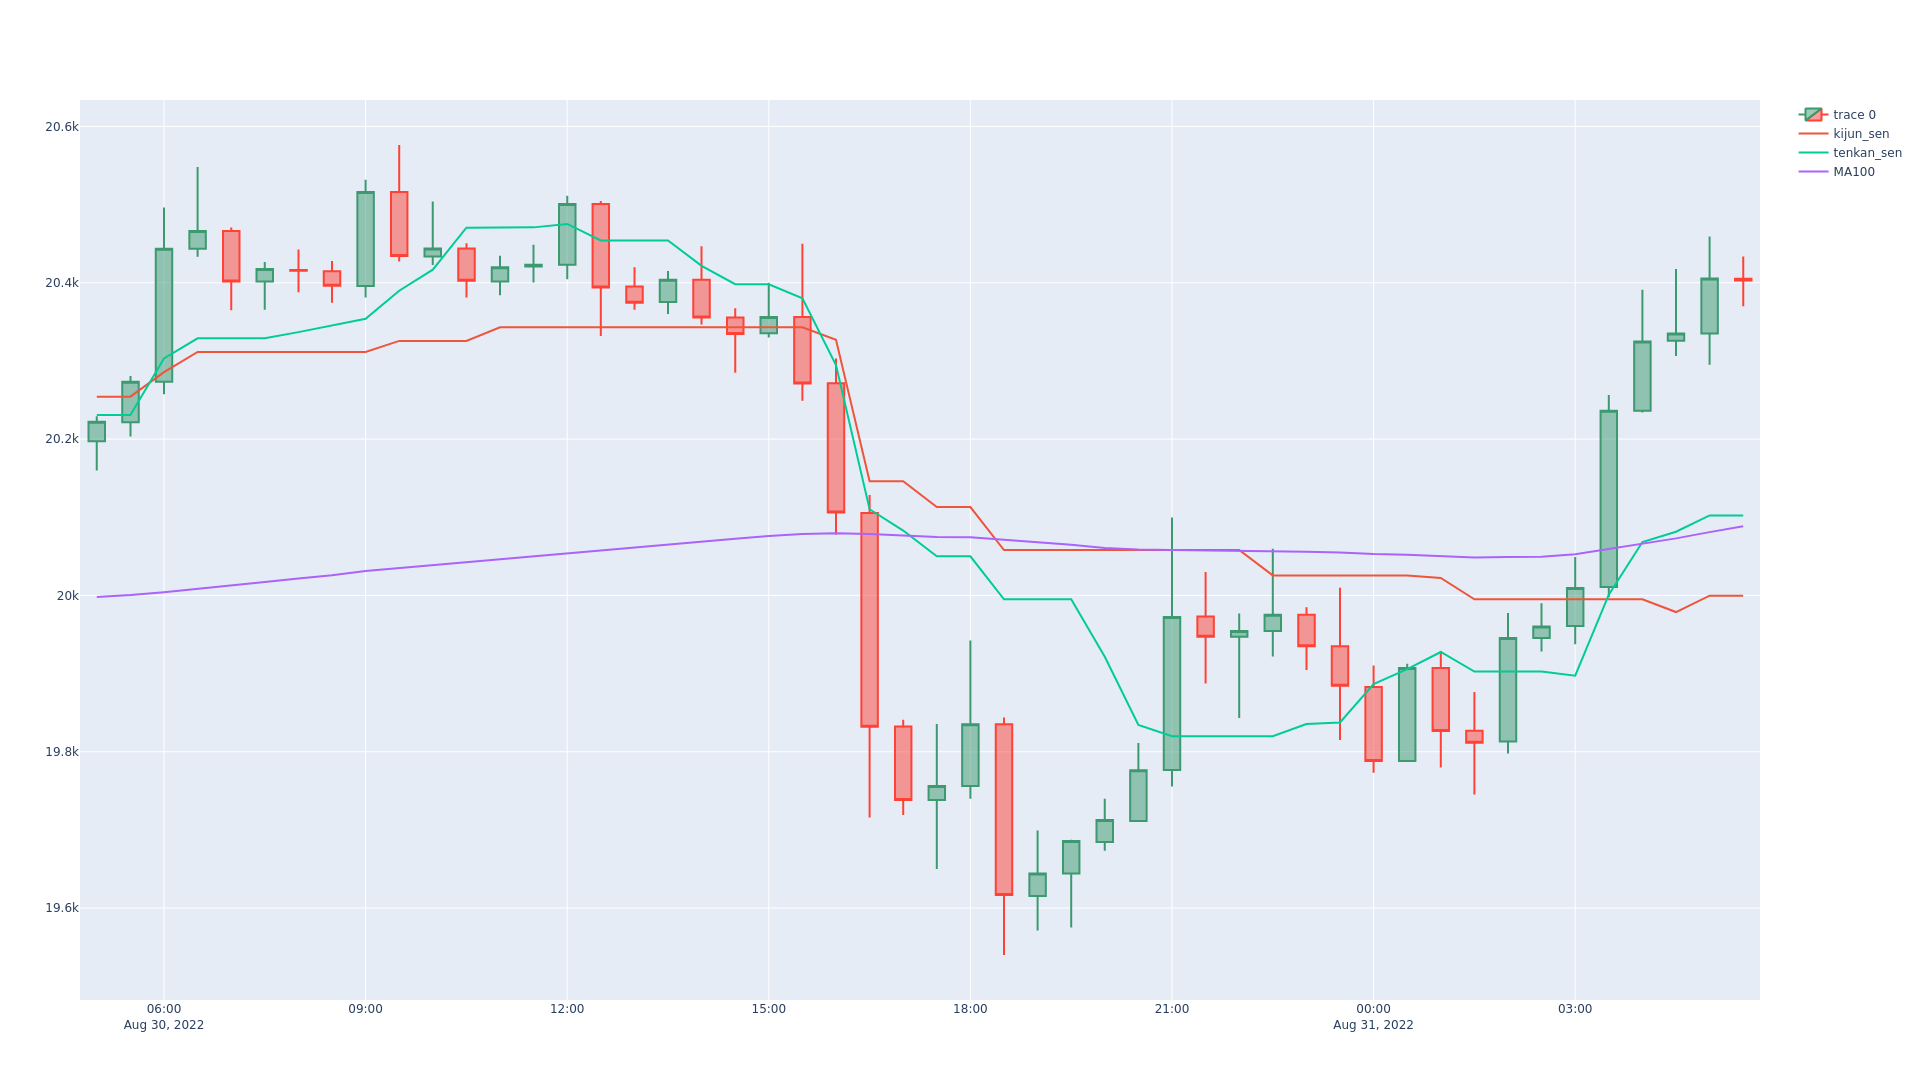 20.6k
20.4k
20.2k
20k
19.8k
19.6k
06:00 09:00 12:00 15:00 18:00 21:00 00:00 03:00
Aug 30, 2022 Aug 31, 2022
trace 0
kijun_sen
tenkan_sen
MA100